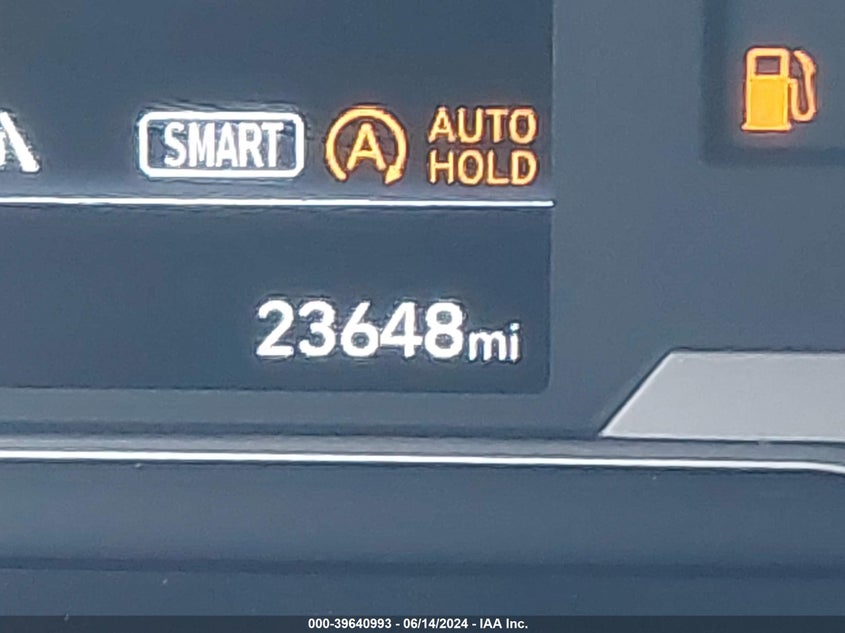 SMART
A
AUTO
HOLD
23648mi
000-39640993 - 06/14/2024 - IAA Inc.